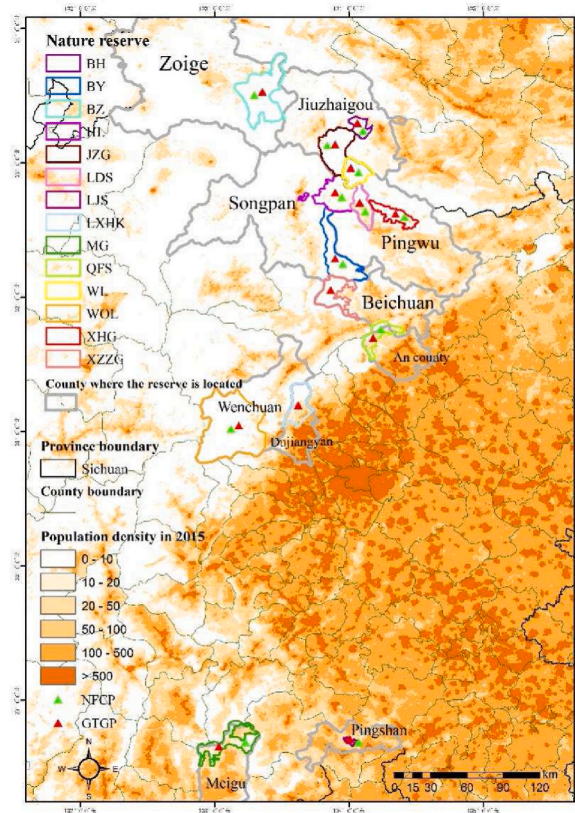 Nature reserve
BH
BY
BZ
HL
JZG
LDS
LJS
LXHK
MG
QFS
WL
WOL
XHG
XZZG
County where the reserve is located
Province boundary
Sichuan
County boundary
Population density in 2015
0 - 10
10 - 20
20 - 50
50 - 100
100 - 500
>500
NFCP
GTGP
N
W E
S
Zoige
Jiuzhaigou
Songpan
Pingwu
Beichuan
An county
Wenchuan
Dujiangyan
Pingshan
Meigu
0 15 30 60 90 120
km